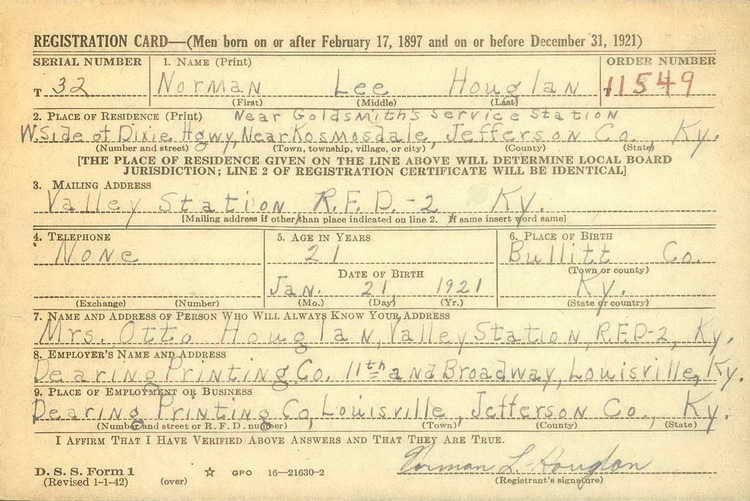 REGISTRATION CARD—(Men born on or after February 17, 1897 and on or before December 31, 1921)
SERIAL NUMBER 1. NAME (Print) ORDER NUMBER
T 32 Norman Lee Houglan 11549
(First) (Middle) (Last)
2. PLACE OF RESIDENCE (Print) Near Goldsmith's Service Station
W. Side of Dixie Hgwy, Near Kosmosdale, Jefferson Co., Ky.
(Number and street) (Town, township, village, or city) (County) (State)
[THE PLACE OF RESIDENCE GIVEN ON THE LINE ABOVE WILL DETERMINE LOCAL BOARD
JURISDICTION; LINE 2 OF REGISTRATION CERTIFICATE WILL BE IDENTICAL]
3. MAILING ADDRESS
Valley Station R.F.D.-2 Ky.
[Mailing address if other than place indicated on line 2. If same insert word same]
4. TELEPHONE 5. AGE IN YEARS 6. PLACE OF BIRTH
None 21 Bullitt Co.
DATE OF BIRTH (Town or county)
Jan. 21 1921 Ky.
(Exchange) (Number) (Mo.) (Day) (Yr.) (State or country)
7. NAME AND ADDRESS OF PERSON WHO WILL ALWAYS KNOW YOUR ADDRESS
Mrs. Otto Houglan, Valley Station, R.F.D-2, Ky.
8. EMPLOYER'S NAME AND ADDRESS
Dearing Printing Co. 11th and Broadway, Louisville, Ky.
9. PLACE OF EMPLOYMENT OR BUSINESS
Dearing Printing Co, Louisville, Jefferson Co., Ky.
(Number and street or R. F. D. number) (Town) (County) (State)
I AFFIRM THAT I HAVE VERIFIED ABOVE ANSWERS AND THAT THEY ARE TRUE.
D. S. S. Form 1 ☆ GPO 16—21630-2 Norman L. Houglan
(Revised 1-1-42) (over) (Registrant's signature)